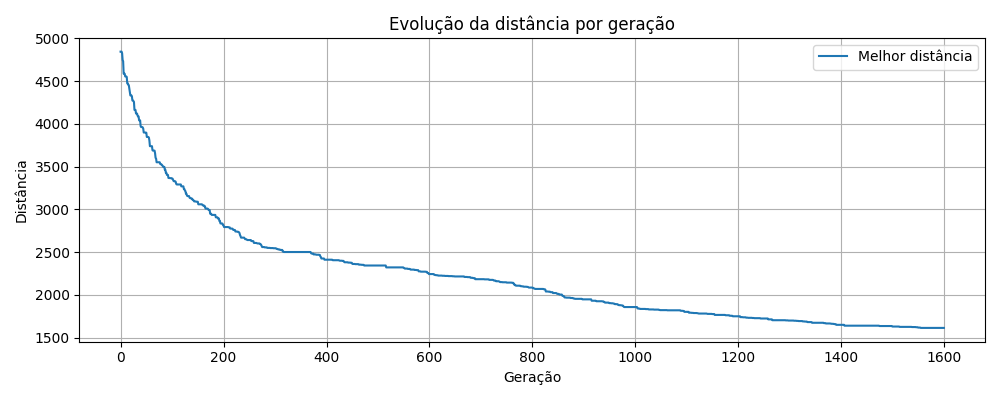 Evolução da distância por geração
Melhor distância
Distância
5000
4500
4000
3500
3000
2500
2000
1500
0 200 400 600 800 1000 1200 1400 1600
Geração